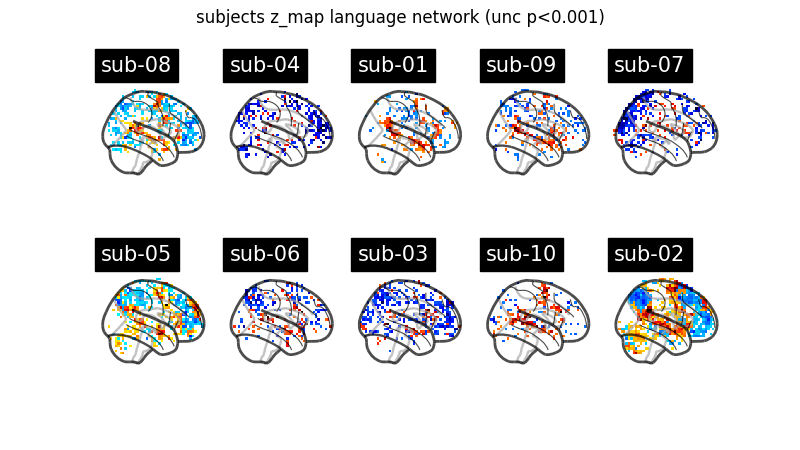 subjects z_map language network (unc p<0.001)
sub-08
sub-04
sub-01
sub-09
sub-07
sub-05
sub-06
sub-03
sub-10
sub-02